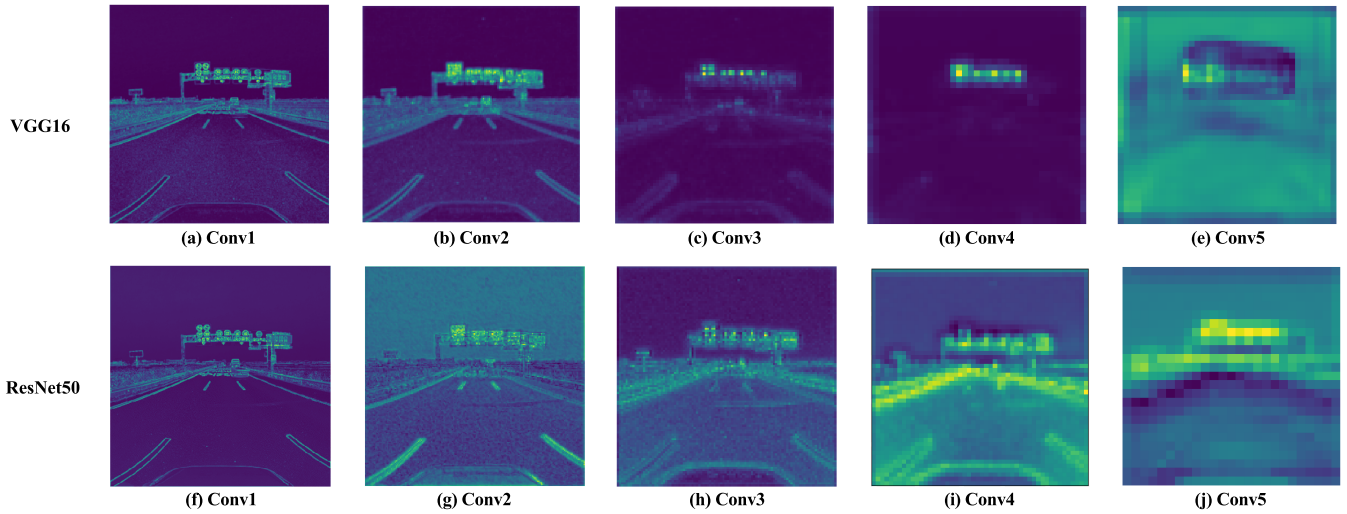 VGG16
(a) Conv1
(b) Conv2
(c) Conv3
(d) Conv4
(e) Conv5
ResNet50
(f) Conv1
(g) Conv2
(h) Conv3
(i) Conv4
(j) Conv5